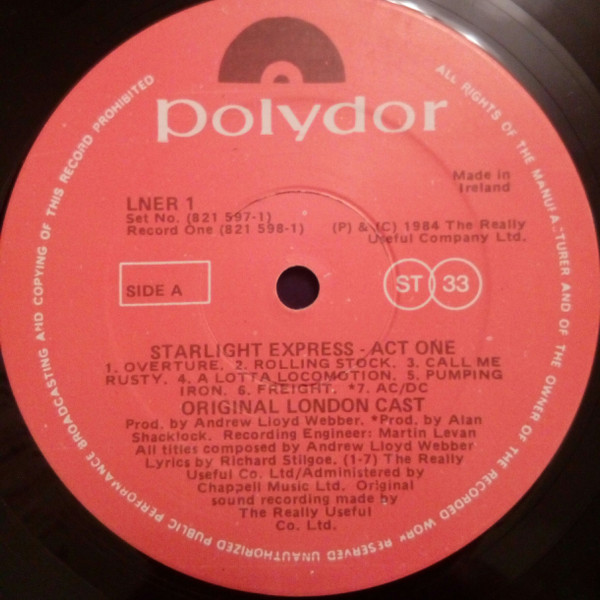 polydor
Made in
Ireland
LNER 1
Set No. (821 597-1)
Record One (821 598-1)
(P) & (C) 1984 The Really
Useful Company Ltd.
SIDE A
ST 33
STARLIGHT EXPRESS - ACT ONE
1. OVERTURE. 2. ROLLING STOCK. 3. CALL ME
RUSTY. 4. A LOTTA LOCOMOTION. 5. PUMPING
IRON. 6. FREIGHT. *7. AC/DC
ORIGINAL LONDON CAST
Prod. by Andrew Lloyd Webber. *Prod. by Alan
Shacklock. Recording Engineer: Martin Levan
All titles composed by Andrew Lloyd Webber
Lyrics by Richard Stilgoe. (1-7) The Really
Useful Co. Ltd/Administered by
Chappell Music Ltd. Original
sound recording made by
The Really Useful
Co. Ltd.
ALL RIGHTS OF THE MANUFACTURER AND OF THE OWNER OF THE RECORDED WORK RESERVED UNAUTHORIZED PUBLIC PERFORMANCE BROADCASTING AND COPYING OF THIS RECORD PROHIBITED